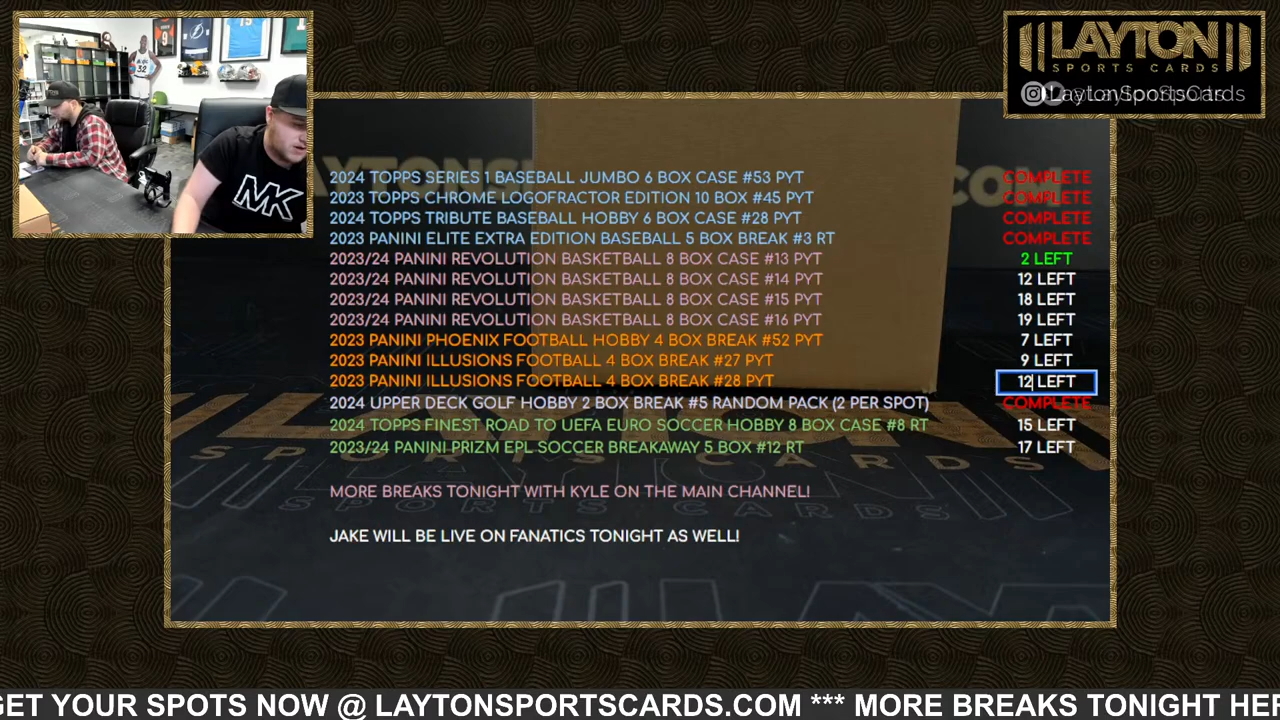 LAYTON
SPORTS CARDS
2024 TOPPS SERIES 1 BASEBALL JUMBO 6 BOX CASE #53 PYT COMPLETE
2023 TOPPS CHROME LOGOFRACTOR EDITION 10 BOX #45 PYT COMPLETE
2024 TOPPS TRIBUTE BASEBALL HOBBY 6 BOX CASE #28 PYT COMPLETE
2023 PANINI ELITE EXTRA EDITION BASEBALL 5 BOX BREAK #3 RT COMPLETE
2023/24 PANINI REVOLUTION BASKETBALL 8 BOX CASE #13 PYT 2 LEFT
2023/24 PANINI REVOLUTION BASKETBALL 8 BOX CASE #14 PYT 12 LEFT
2023/24 PANINI REVOLUTION BASKETBALL 8 BOX CASE #15 PYT 18 LEFT
2023/24 PANINI REVOLUTION BASKETBALL 8 BOX CASE #16 PYT 19 LEFT
2023 PANINI PHOENIX FOOTBALL HOBBY 4 BOX BREAK #52 PYT 7 LEFT
2023 PANINI ILLUSIONS FOOTBALL 4 BOX BREAK #27 PYT 9 LEFT
2023 PANINI ILLUSIONS FOOTBALL 4 BOX BREAK #28 PYT 12 LEFT
2024 UPPER DECK GOLF HOBBY 2 BOX BREAK #5 RANDOM PACK (2 PER SPOT) COMPLETE
2024 TOPPS FINEST ROAD TO UEFA EURO SOCCER HOBBY 8 BOX CASE #8 RT 15 LEFT
2023/24 PANINI PRIZM EPL SOCCER BREAKAWAY 5 BOX #12 RT 17 LEFT
MORE BREAKS TONIGHT WITH KYLE ON THE MAIN CHANNEL!
JAKE WILL BE LIVE ON FANATICS TONIGHT AS WELL!
MK
SPORTS CARDS
GET YOUR SPOTS NOW @ LAYTONSPORTSCARDS.COM *** MORE BREAKS TONIGHT HER